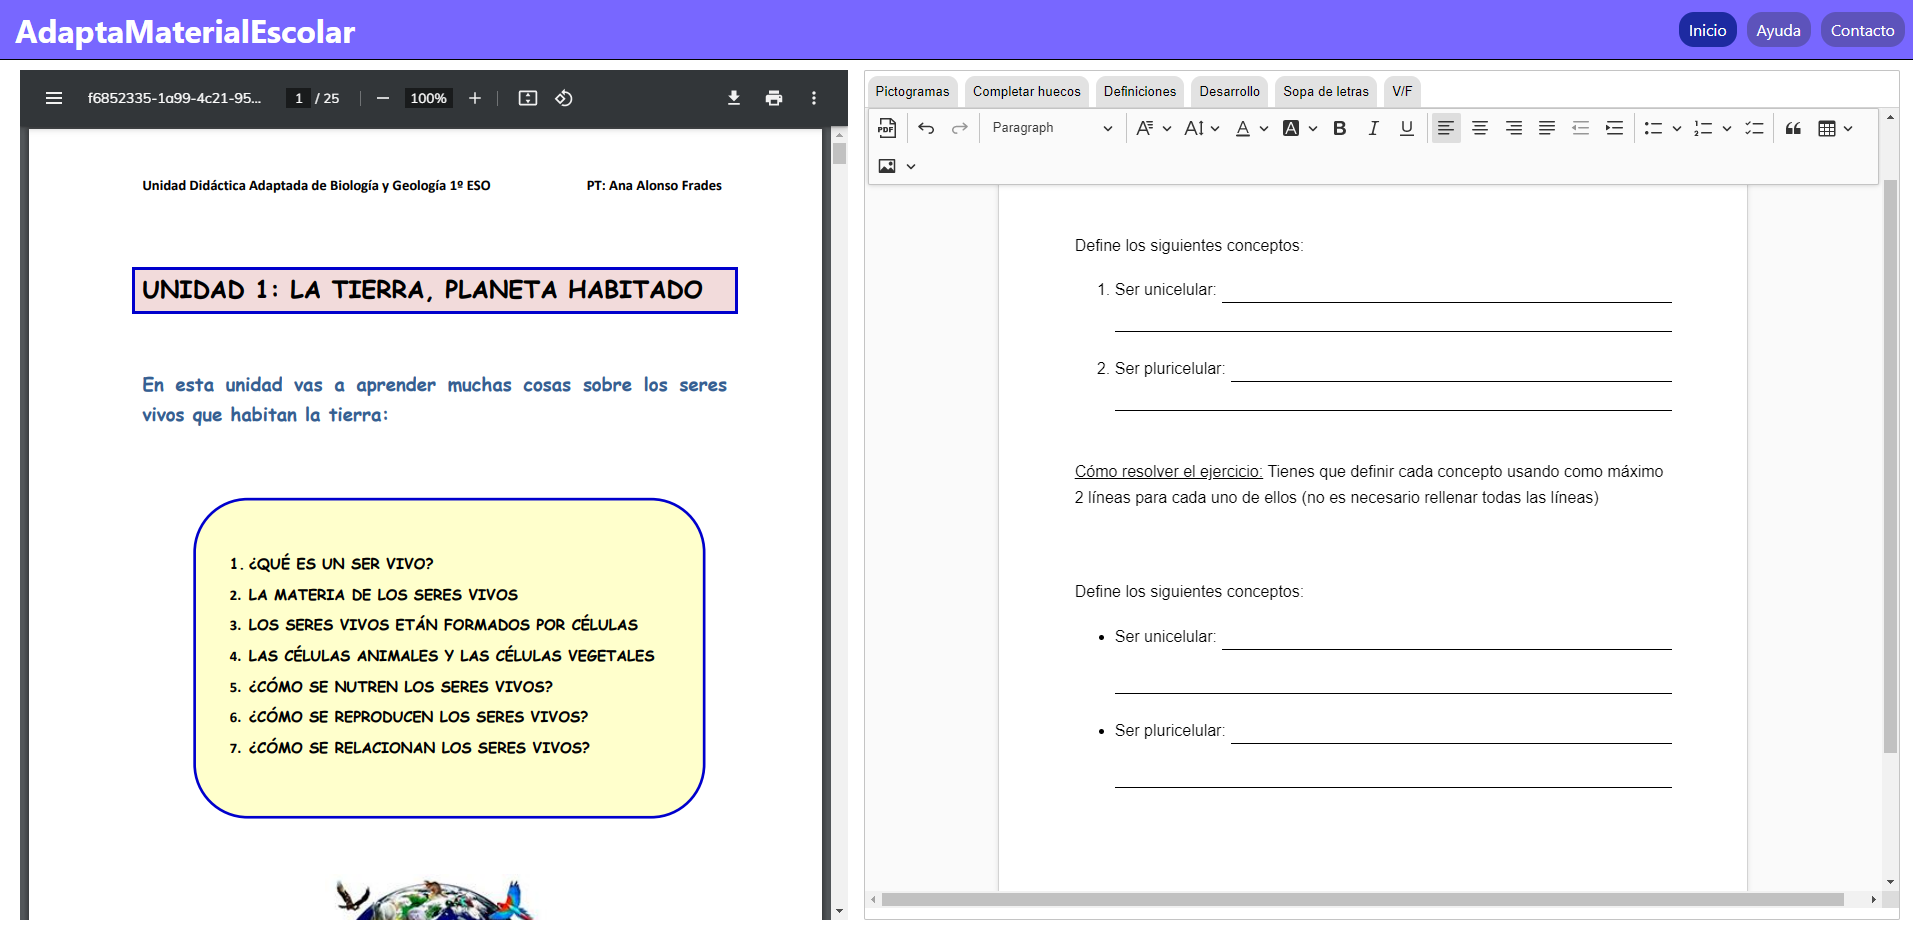 AdaptaMaterialEscolar
Inicio
Ayuda
Contacto
f6852335-1a99-4c21-95...
1 / 25
100%
Unidad Didáctica Adaptada de Biología y Geología 1º ESO
PT: Ana Alonso Frades
UNIDAD 1: LA TIERRA, PLANETA HABITADO
En esta unidad vas a aprender muchas cosas sobre los seres
vivos que habitan la tierra:
1. ¿QUÉ ES UN SER VIVO?
2. LA MATERIA DE LOS SERES VIVOS
3. LOS SERES VIVOS ETÁN FORMADOS POR CÉLULAS
4. LAS CÉLULAS ANIMALES Y LAS CÉLULAS VEGETALES
5. ¿CÓMO SE NUTREN LOS SERES VIVOS?
6. ¿CÓMO SE REPRODUCEN LOS SERES VIVOS?
7. ¿CÓMO SE RELACIONAN LOS SERES VIVOS?
Pictogramas
Completar huecos
Definiciones
Desarrollo
Sopa de letras
V/F
PDF
Paragraph
Define los siguientes conceptos:
1. Ser unicelular:
2. Ser pluricelular:
Cómo resolver el ejercicio: Tienes que definir cada concepto usando como máximo
2 líneas para cada uno de ellos (no es necesario rellenar todas las líneas)
Define los siguientes conceptos:
• Ser unicelular:
• Ser pluricelular: